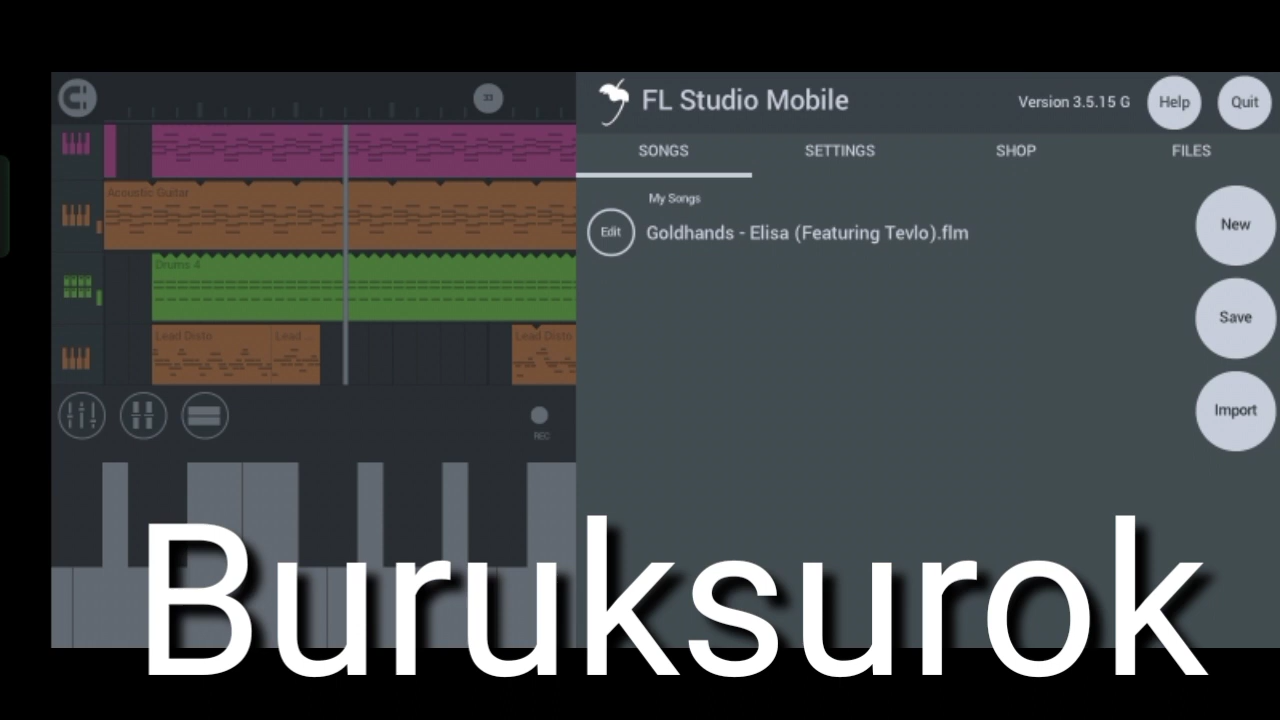 33
FL Studio Mobile
Version 3.5.15 G
Help
Quit
SONGS
SETTINGS
SHOP
FILES
My Songs
Edit
Goldhands - Elisa (Featuring Tevlo).flm
New
Save
Import
Acoustic Guitar
Drums 4
Lead Disto
Lead ...
Lead Disto
REC
Buruksurok